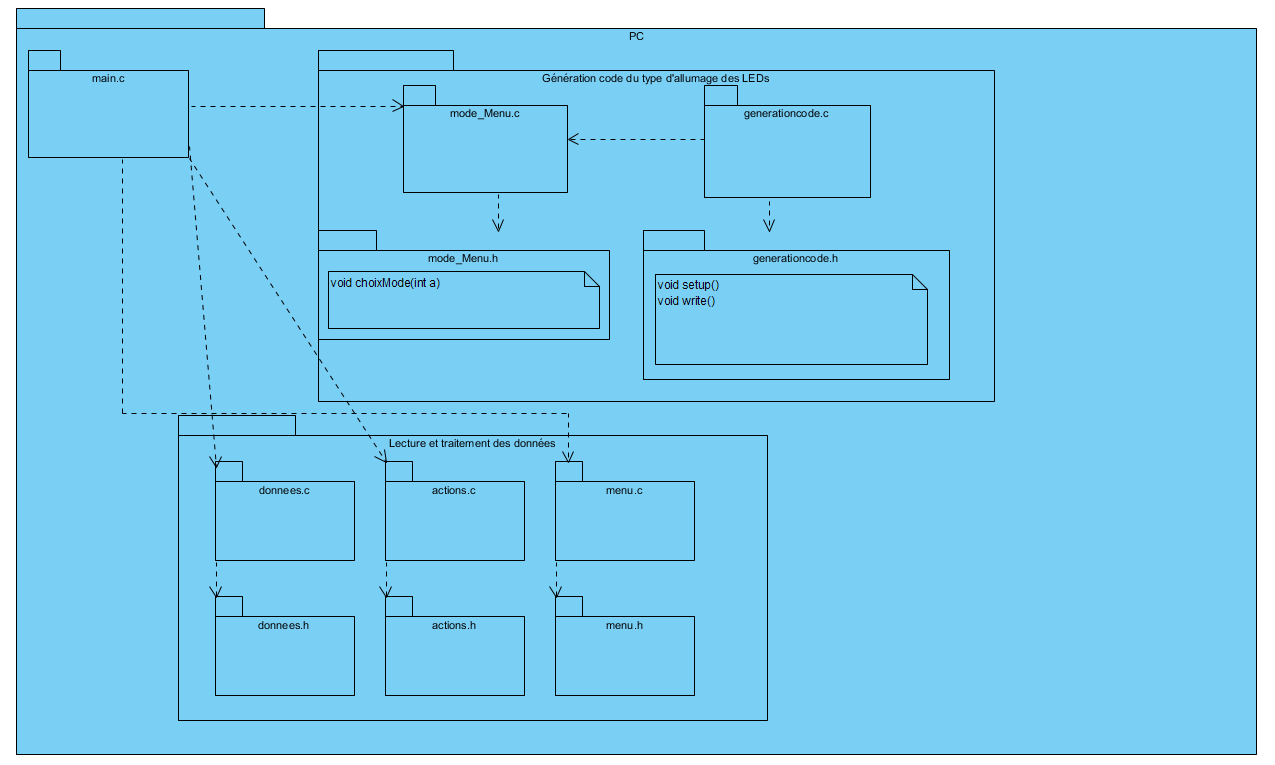 PC
main.c
Génération code du type d'allumage des LEDs
mode_Menu.c
generationcode.c
mode_Menu.h
void choixMode(int a)
generationcode.h
void setup()
void write()
Lecture et traitement des données
donnees.c
actions.c
menu.c
donnees.h
actions.h
menu.h